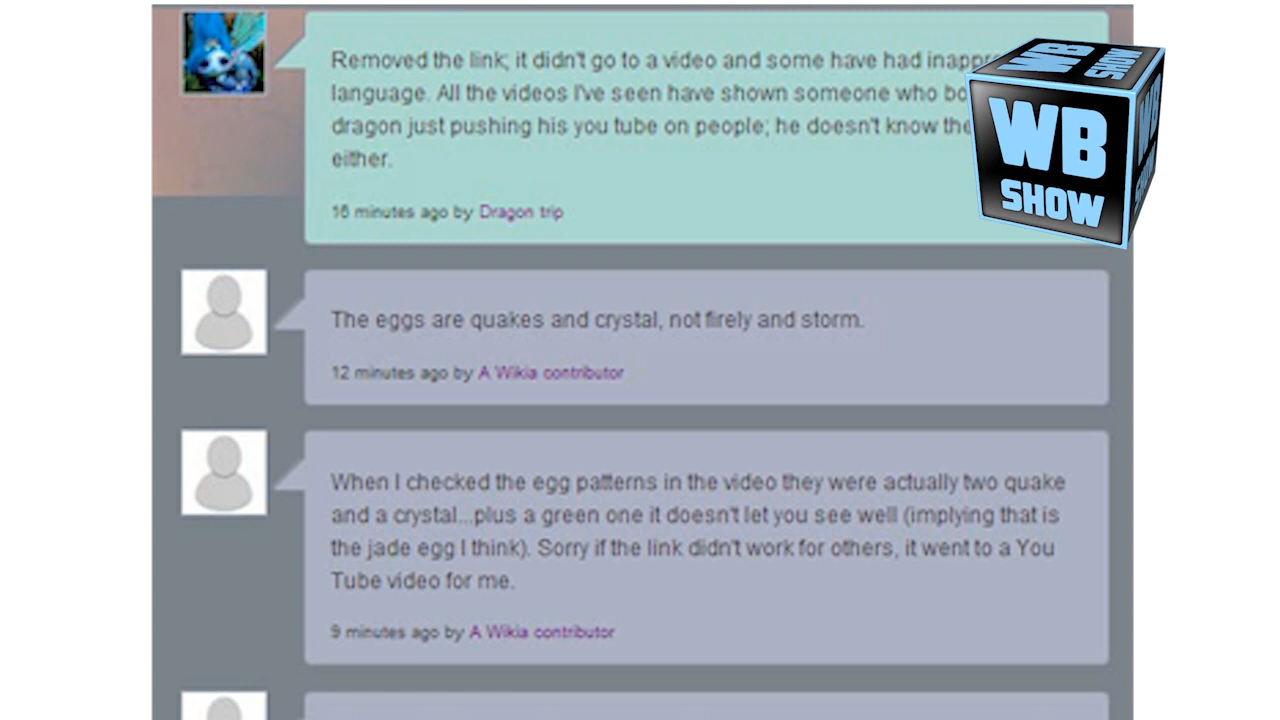 Removed the link; it didn't go to a video and some have had
language. All the videos I've seen have shown someone who
dragon just pushing his you tube on people; he doesn't know
either.
16 minutes ago by Dragon trip
WB
SHOW
WB
SHOW
WB
SHOW
The eggs are quakes and crystal, not firely and storm.
12 minutes ago by A Wikia contributor
When I checked the egg patterns in the video they were actually two quake
and a crystal...plus a green one it doesn't let you see well (implying that is
the jade egg I think). Sorry if the link didn't work for others, it went to a You
Tube video for me.
9 minutes ago by A Wikia contributor